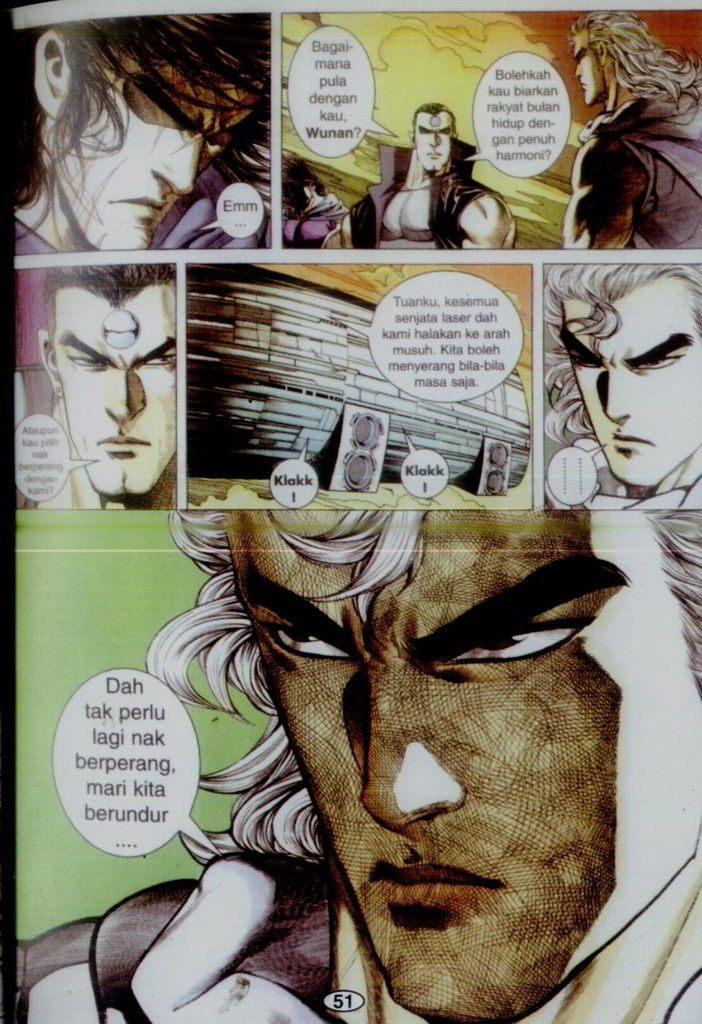 Emm
...
Bagai-
mana
pula
dengan
kau,
Wunan?
Bolehkah
kau biarkan
rakyat bulan
hidup den-
gan penuh
harmoni?
Ataupun
kau pilih
nak
berperang
dengan
kami?
Tuanku, kesemua
senjata laser dah
kami halakan ke arah
musuh. Kita boleh
menyerang bila-bila
masa saja.
Klakk
!
Klakk
!
Dah
tak perlu
lagi nak
berperang,
mari kita
berundur
....
51